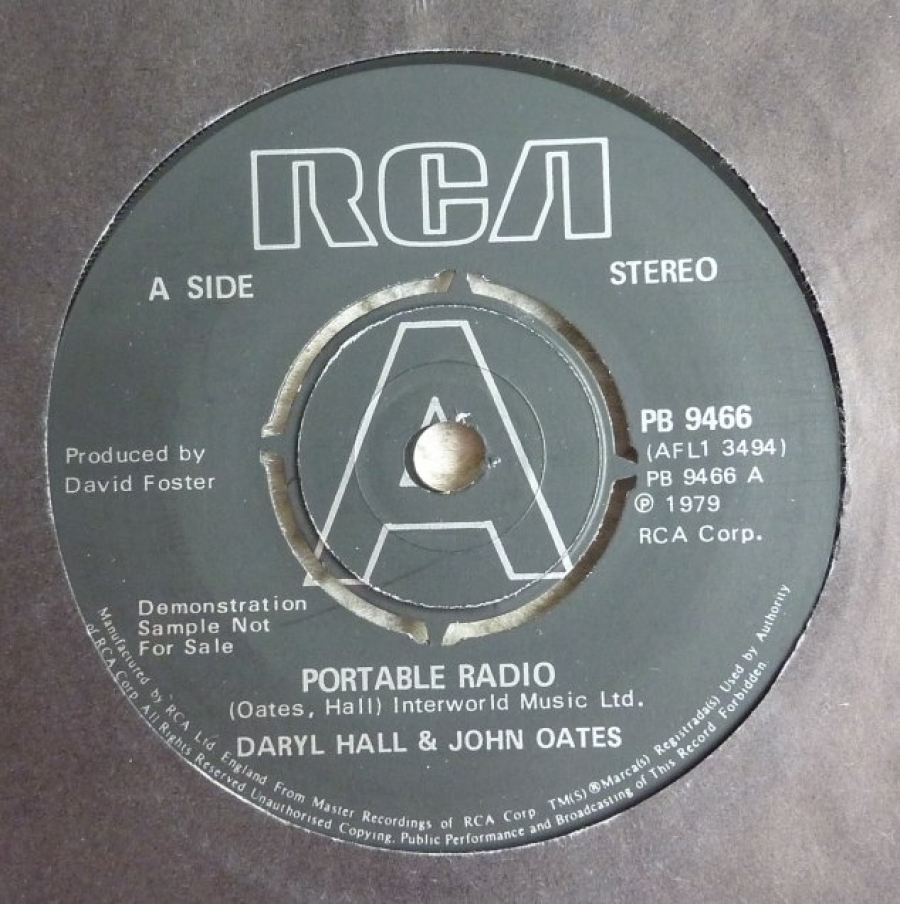 RCA
A SIDE
STEREO
A
Produced by
David Foster
PB 9466
(AFL1 3494)
PB 9466 A
℗ 1979
RCA Corp.
Demonstration
Sample Not
For Sale
PORTABLE RADIO
(Oates, Hall) Interworld Music Ltd.
DARYL HALL & JOHN OATES
Manufactured by RCA Ltd. England From Master Recordings of RCA Corp TM(S)®Marca(s) Registrada(s) Used by Authority
of RCA Corp All Rights Reserved Unauthorised Copying, Public Performance and Broadcasting of This Record Forbidden.